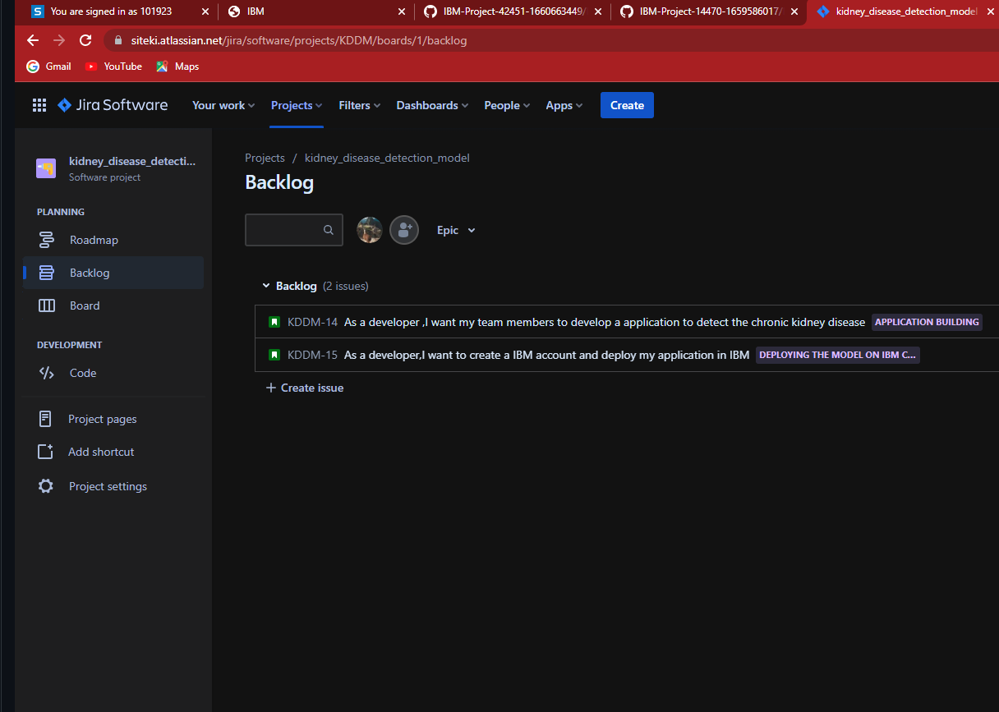 You are signed in as 101923
IBM
IBM-Project-42451-1660663449/
IBM-Project-14470-1659586017/
kidney_disease_detection_model
siteki.atlassian.net/jira/software/projects/KDDM/boards/1/backlog
Gmail YouTube Maps
Jira Software Your work Projects Filters Dashboards People Apps Create
kidney_disease_detecti...
Software project
PLANNING
Roadmap
Backlog
Board
DEVELOPMENT
Code
Project pages
Add shortcut
Project settings
Projects / kidney_disease_detection_model
Backlog
Epic
Backlog (2 issues)
KDDM-14 As a developer ,I want my team members to develop a application to detect the chronic kidney disease APPLICATION BUILDING
KDDM-15 As a developer,I want to create a IBM account and deploy my application in IBM DEPLOYING THE MODEL ON IBM C...
+ Create issue